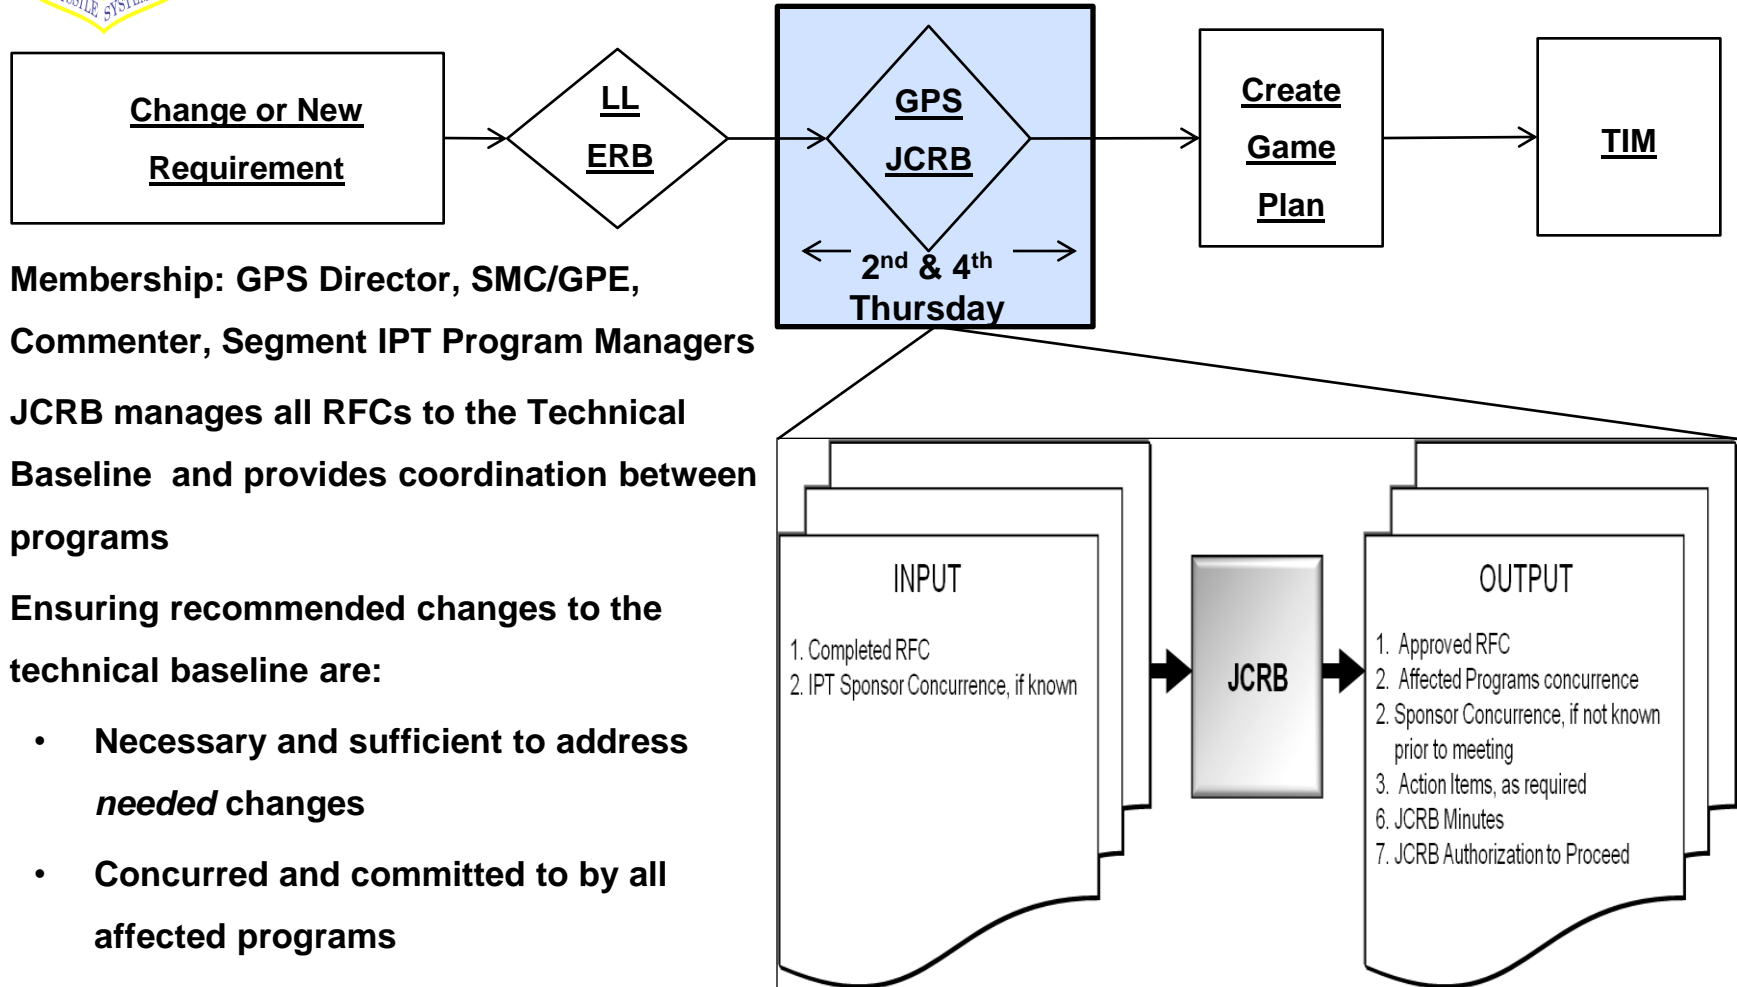 SILE SYSTEM
Change or New
Requirement
LL
ERB
GPS
JCRB
2nd & 4th
Thursday
Create
Game
Plan
TIM
Membership: GPS Director, SMC/GPE,
Commenter, Segment IPT Program Managers
JCRB manages all RFCs to the Technical
Baseline and provides coordination between
programs
Ensuring recommended changes to the
technical baseline are:
• Necessary and sufficient to address
needed changes
• Concurred and committed to by all
affected programs
INPUT
1. Completed RFC
2. IPT Sponsor Concurrence, if known
JCRB
OUTPUT
1. Approved RFC
2. Affected Programs concurrence
2. Sponsor Concurrence, if not known
prior to meeting
3. Action Items, as required
6. JCRB Minutes
7. JCRB Authorization to Proceed